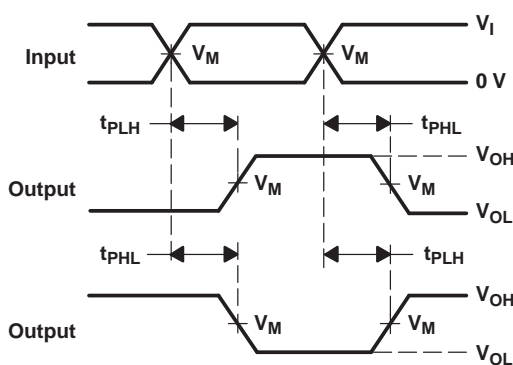 V_I
Input V_M V_M
0 V
t_PLH t_PHL
V_OH
Output V_M V_M
V_OL
t_PHL t_PLH
V_OH
Output V_M V_M
V_OL